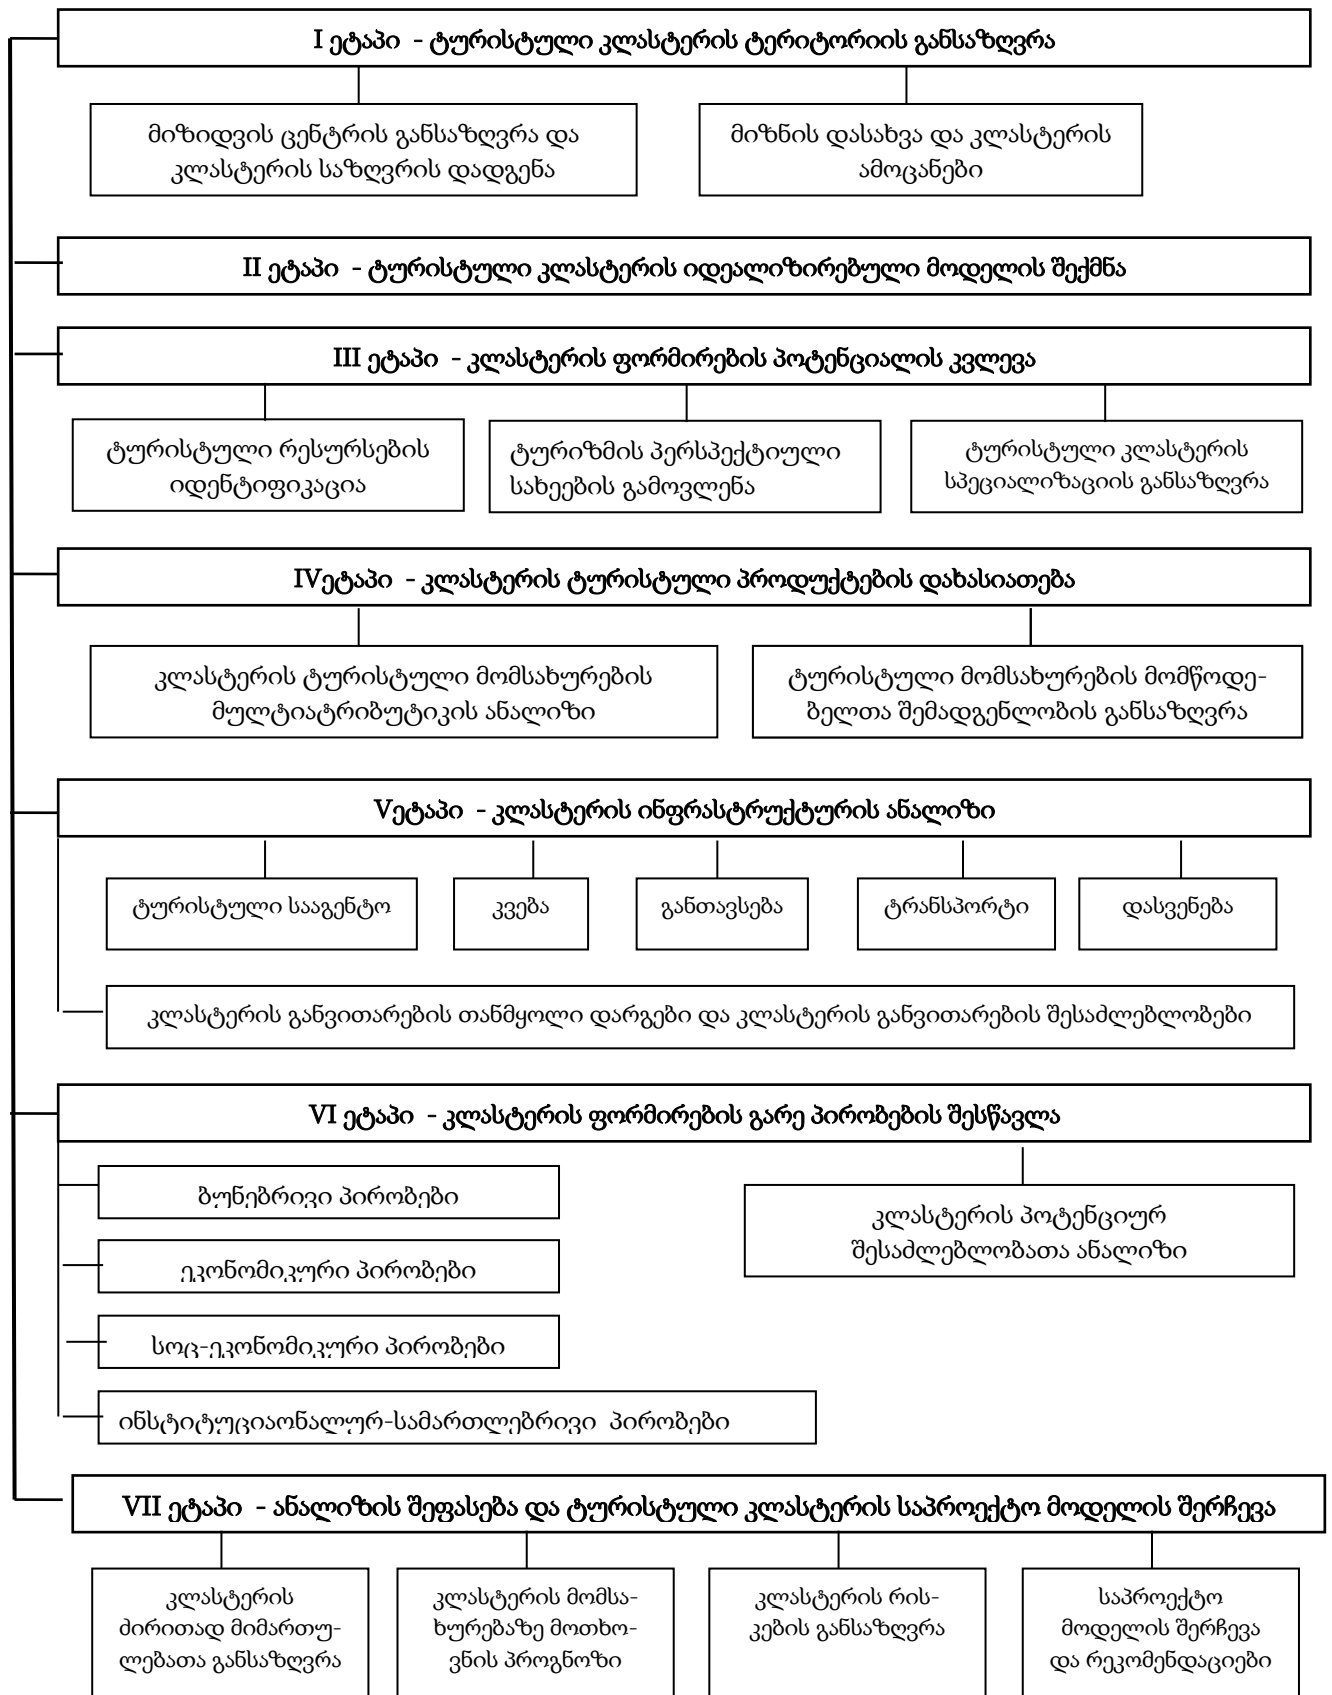 I ეტაპი - ტურისტული კლასტერის ტერიტორიის განსაზღვრა
მიზიდვის ცენტრის განსაზღვრა და
კლასტერის საზღვრის დადგენა
მიზნის დასახვა და კლასტერის
ამოცანები
II ეტაპი - ტურისტული კლასტერის იდეალიზირებული მოდელის შექმნა
III ეტაპი - კლასტერის ფორმირების პოტენციალის კვლევა
ტურისტული რესურსების
იდენტიფიკაცია
ტურიზმის პერსპექტიული
სახეების გამოვლენა
ტურისტული კლასტერის
სპეციალიზაციის განსაზღვრა
IVეტაპი - კლასტერის ტურისტული პროდუქტების დახასიათება
კლასტერის ტურისტული მომსახურების
მულტიატრიბუტიკის ანალიზი
ტურისტული მომსახურების მომწოდე-
ბელთა შემადგენლობის განსაზღვრა
Vეტაპი - კლასტერის ინფრასტრუქტურის ანალიზი
ტურისტული სააგენტო
კვება
განთავსება
ტრანსპორტი
დასვენება
კლასტერის განვითარების თანმყოლი დარგები და კლასტერის განვითარების შესაძლებლობები
VI ეტაპი - კლასტერის ფორმირების გარე პირობების შესწავლა
ბუნებრივი პირობები
კლასტერის პოტენციურ
შესაძლებლობათა ანალიზი
ეკონომიკური პირობები
სოც-ეკონომიკური პირობები
ინსტიტუციაონალურ-სამართლებრივი პირობები
VII ეტაპი - ანალიზის შეფასება და ტურისტული კლასტერის საპროექტო მოდელის შერჩევა
კლასტერის
ძირითად მიმართუ-
ლებათა განსაზღვრა
კლასტერის მომსა-
ხურებაზე მოთხო-
ვნის პროგნოზი
კლასტერის რის-
კების განსაზღვრა
საპროექტო
მოდელის შერჩევა
და რეკომენდაციები